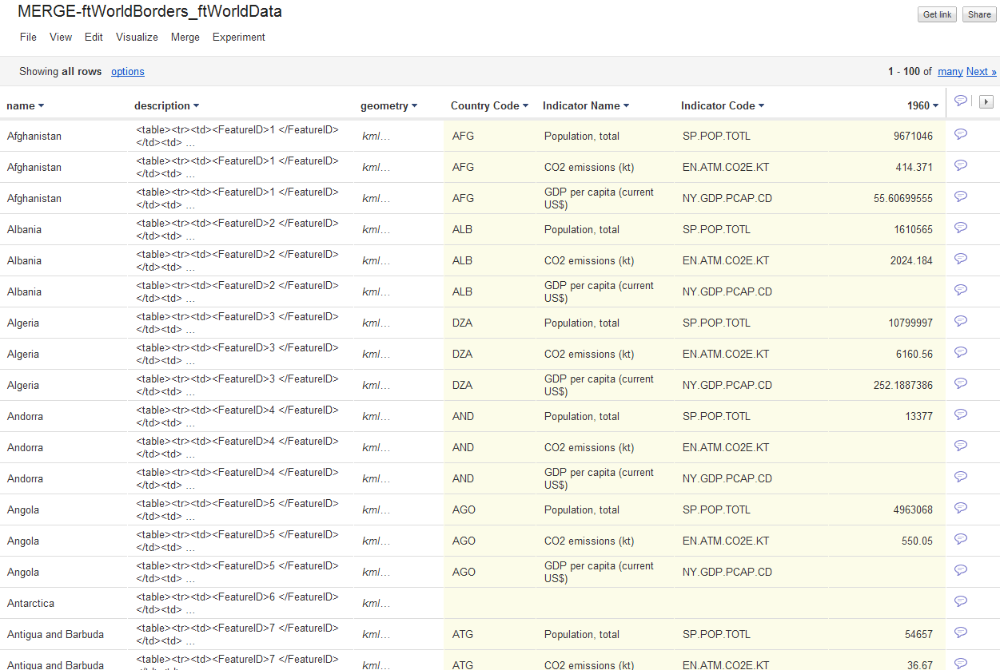 MERGE-ftWorldBorders_ftWorldData
Get link Share
File View Edit Visualize Merge Experiment
Showing all rows options 1 - 100 of many Next »
name description geometry Country Code Indicator Name Indicator Code 1960
Afghanistan <table><tr><td><FeatureID>1 </FeatureID> </td><td> … kml… AFG Population, total SP.POP.TOTL 9671046
Afghanistan <table><tr><td><FeatureID>1 </FeatureID> </td><td> … kml… AFG CO2 emissions (kt) EN.ATM.CO2E.KT 414.371
Afghanistan <table><tr><td><FeatureID>1 </FeatureID> </td><td> … kml… AFG GDP per capita (current US$) NY.GDP.PCAP.CD 55.60699555
Albania <table><tr><td><FeatureID>2 </FeatureID> </td><td> … kml… ALB Population, total SP.POP.TOTL 1610565
Albania <table><tr><td><FeatureID>2 </FeatureID> </td><td> … kml… ALB CO2 emissions (kt) EN.ATM.CO2E.KT 2024.184
Albania <table><tr><td><FeatureID>2 </FeatureID> </td><td> … kml… ALB GDP per capita (current US$) NY.GDP.PCAP.CD
Algeria <table><tr><td><FeatureID>3 </FeatureID> </td><td> … kml… DZA Population, total SP.POP.TOTL 10799997
Algeria <table><tr><td><FeatureID>3 </FeatureID> </td><td> … kml… DZA CO2 emissions (kt) EN.ATM.CO2E.KT 6160.56
Algeria <table><tr><td><FeatureID>3 </FeatureID> </td><td> … kml… DZA GDP per capita (current US$) NY.GDP.PCAP.CD 252.1887386
Andorra <table><tr><td><FeatureID>4 </FeatureID> </td><td> … kml… AND Population, total SP.POP.TOTL 13377
Andorra <table><tr><td><FeatureID>4 </FeatureID> </td><td> … kml… AND CO2 emissions (kt) EN.ATM.CO2E.KT
Andorra <table><tr><td><FeatureID>4 </FeatureID> </td><td> … kml… AND GDP per capita (current US$) NY.GDP.PCAP.CD
Angola <table><tr><td><FeatureID>5 </FeatureID> </td><td> … kml… AGO Population, total SP.POP.TOTL 4963068
Angola <table><tr><td><FeatureID>5 </FeatureID> </td><td> … kml… AGO CO2 emissions (kt) EN.ATM.CO2E.KT 550.05
Angola <table><tr><td><FeatureID>5 </FeatureID> </td><td> … kml… AGO GDP per capita (current US$) NY.GDP.PCAP.CD
Antarctica <table><tr><td><FeatureID>6 </FeatureID> </td><td> … kml…
Antigua and Barbuda <table><tr><td><FeatureID>7 </FeatureID> </td><td> … kml… ATG Population, total SP.POP.TOTL 54657
Antigua and Barbuda <table><tr><td><FeatureID>7 </FeatureID> kml… ATG CO2 emissions (kt) EN.ATM.CO2E.KT 36.67